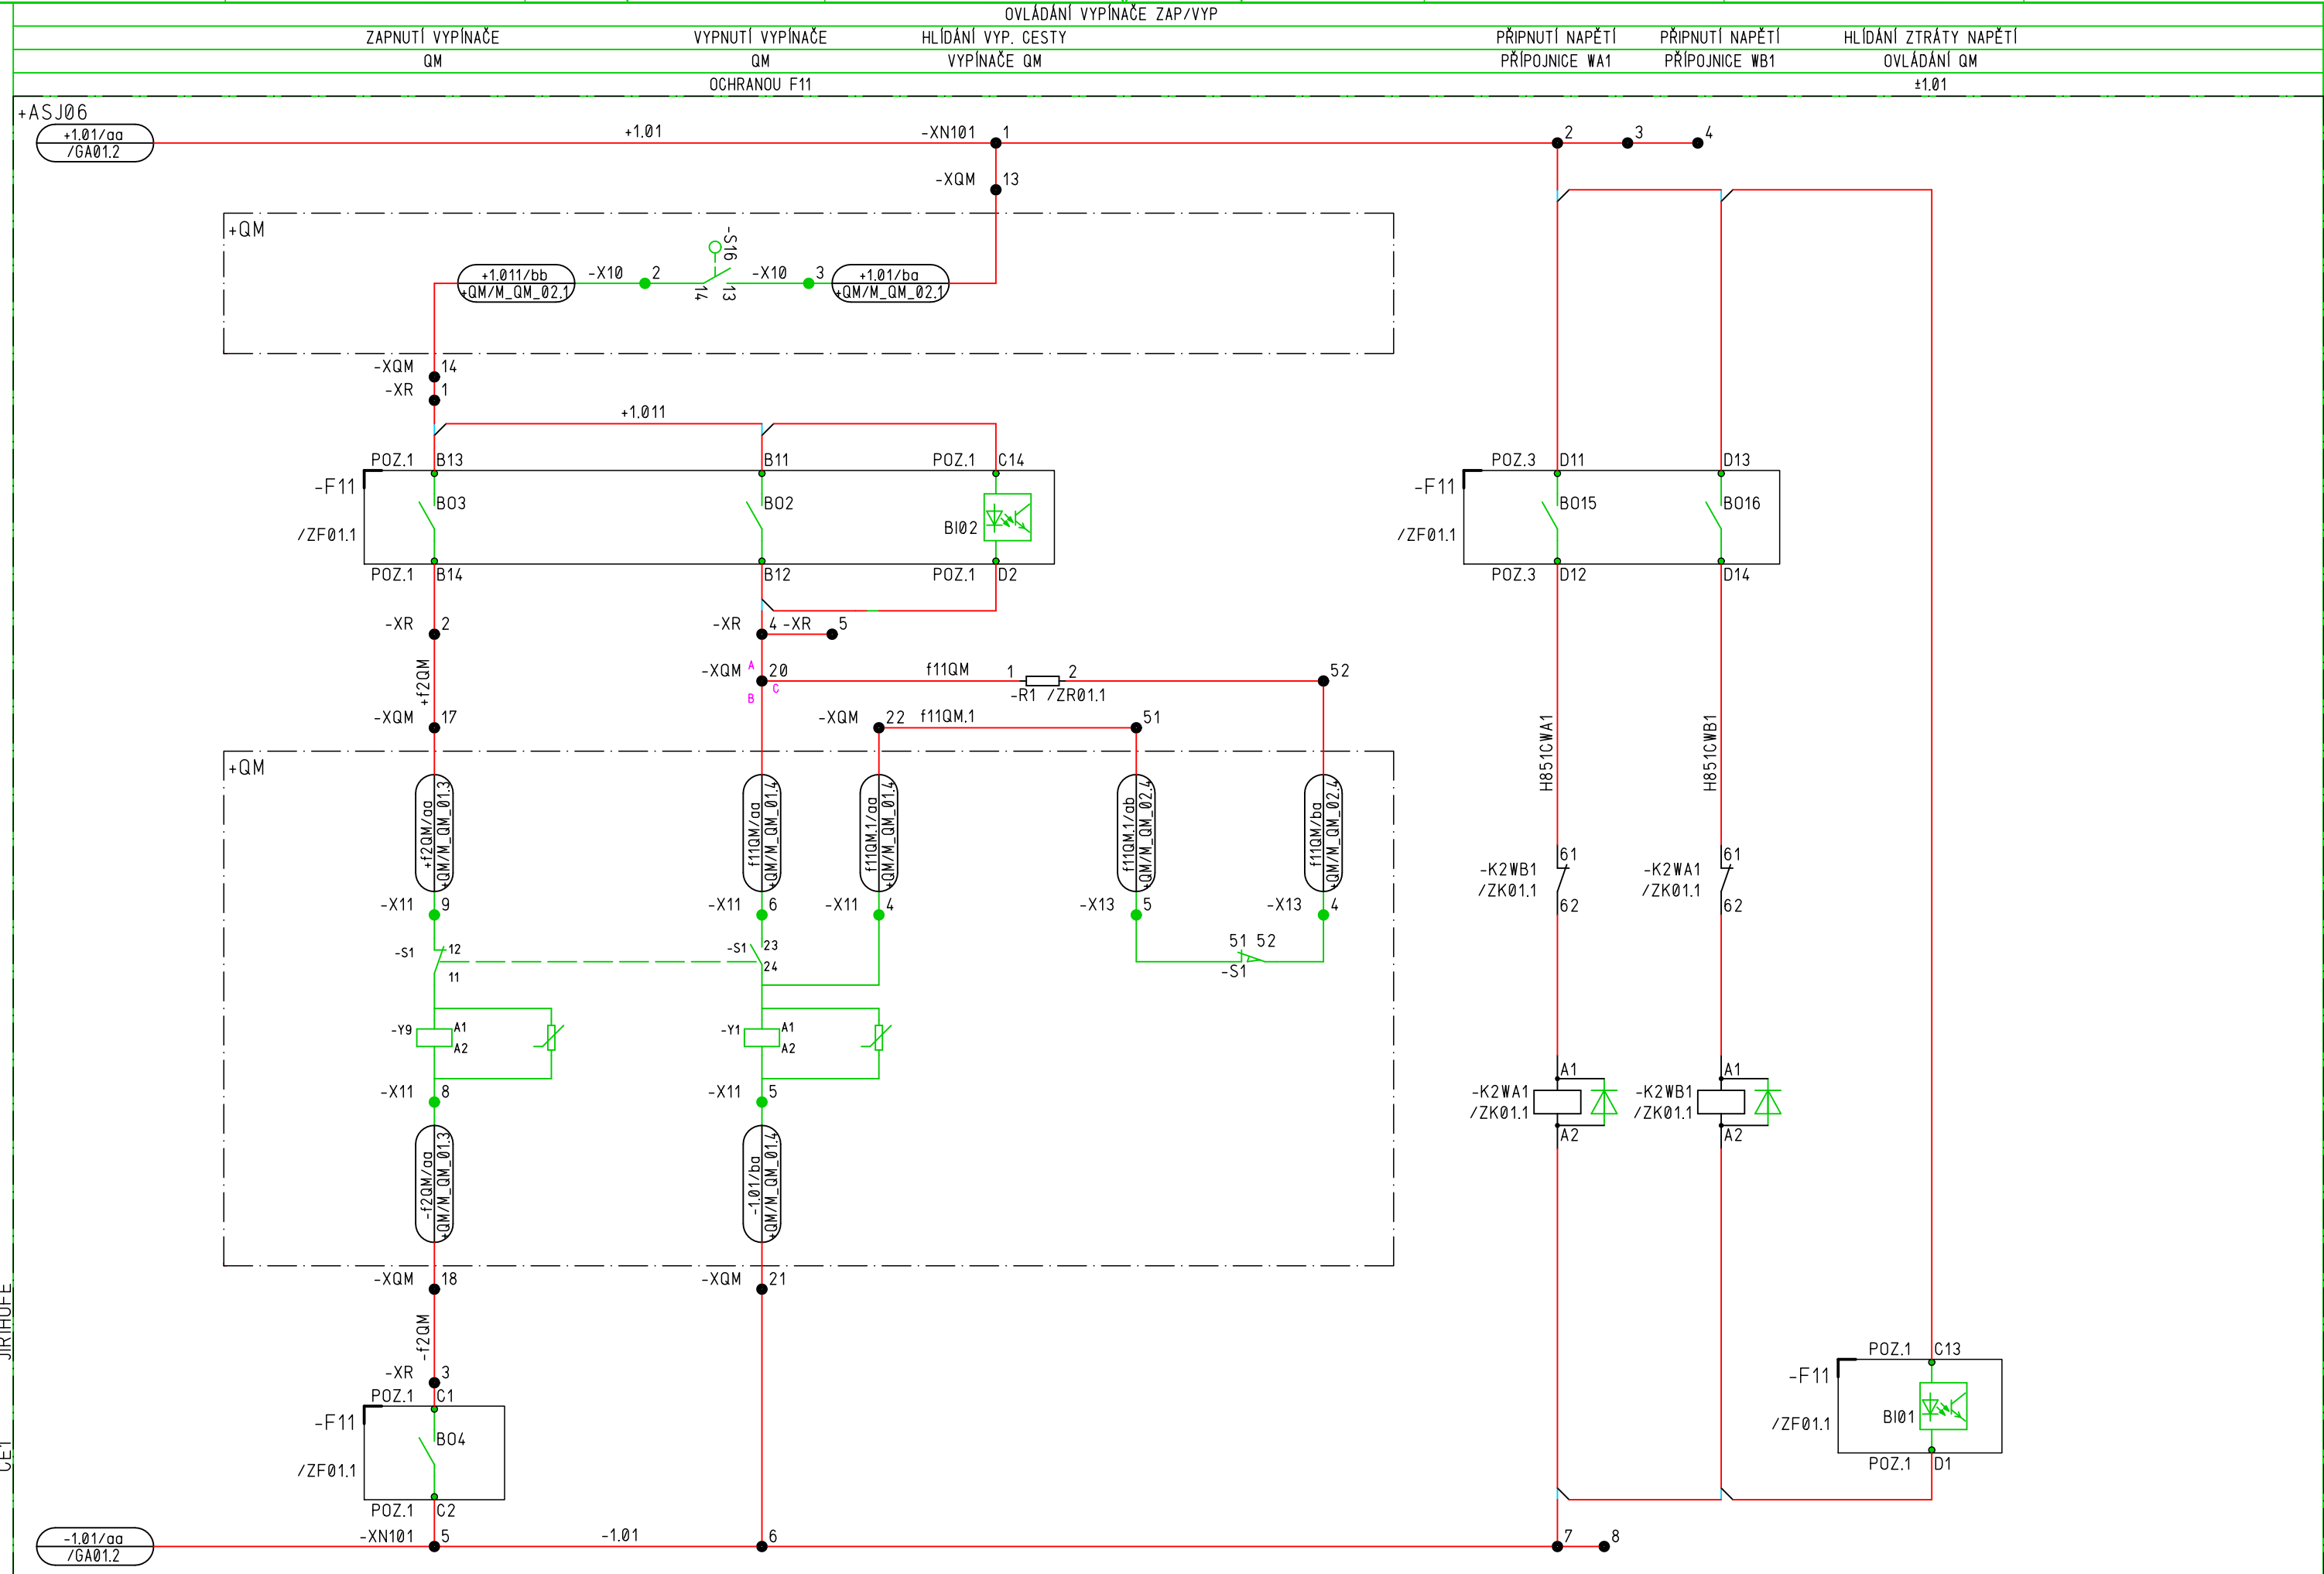 OVLÁDÁNÍ VYPÍNAČE ZAP/VYP
ZAPNUTÍ VYPÍNAČE VYPNUTÍ VYPÍNAČE HLÍDÁNÍ VYP. CESTY PŘIPNUTÍ NAPĚTÍ PŘIPNUTÍ NAPĚTÍ HLÍDÁNÍ ZTRÁTY NAPĚTÍ
QM QM VYPÍNAČE QM PŘÍPOJNICE WA1 PŘÍPOJNICE WB1 OVLÁDÁNÍ QM
OCHRANOU F11 ±1.01
+ASJ06
+1.01/aa +1.01 -XN101 1 2 3 4
/GA01.2
-XQM 13
+QM
-S16
+1.011/bb -X10 2 -X10 3 +1.01/ba
+QM/M_QM_02.1 14 13 +QM/M_QM_02.1
-XQM 14
-XR 1
+1.011
POZ.1 B13 B11 POZ.1 C14 POZ.3 D11 D13
-F11 BO3 BO2 BI02 -F11 BO15 BO16
/ZF01.1 /ZF01.1
POZ.1 B14 B12 POZ.1 D2 POZ.3 D12 D14
-XR 2 -XR 4 -XR 5
+f2QM -XQM A 20 f11QM 1 2 52
B C -R1 /ZR01.1
-XQM 17 -XQM 22 f11QM.1 51
H851CWA1 H851CWB1
+QM
+f2QM/aa
+QM/M_QM_01.3
f11QM/aa
+QM/M_QM_01.4
f11QM.1/aa
+QM/M_QM_01.4
f11QM.1/ab
+QM/M_QM_02.4
f11QM/ba
+QM/M_QM_02.4
61 61
-K2WB1 -K2WA1
/ZK01.1 /ZK01.1
62 62
-X11 9 -X11 6 -X11 4 -X13 5 -X13 4
-S1 12 -S1 23 51 52
11 24 -S1
-Y9 A1 -Y1 A1
A2 A2
A1 A1
-K2WA1 -K2WB1
/ZK01.1 /ZK01.1
A2 A2
-X11 8 -X11 5
-f2QM/aa
+QM/M_QM_01.3
-1.01/ba
+QM/M_QM_01.4
-XQM 18 -XQM 21
-f2QM
-XR 3
POZ.1 C1
-F11 BO4
/ZF01.1
POZ.1 C2
POZ.1 C13
-F11
/ZF01.1 BI01
POZ.1 D1
-1.01/aa -XN101 5 -1.01 6 7 8
/GA01.2